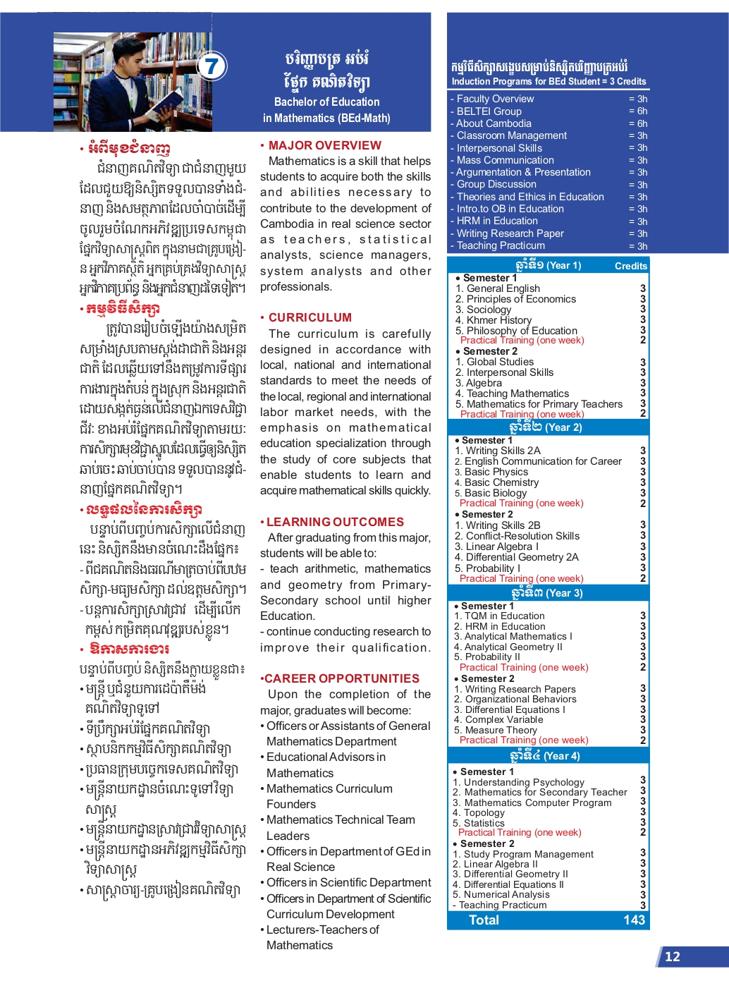 7
បរិញ្ញាបត្រ អប់រំ
ផ្នែក គណិតវិទ្យា
Bachelor of Education
in Mathematics (BEd-Math)
• អំពីមុខជំនាញ
ជំនាញគណិតវិទ្យា ជាជំនាញមួយ
ដែលជួយឱ្យនិស្សិតទទួលបានទាំងជំ-
នាញ និងសមត្ថភាពដែលចាំបាច់ដើម្បី
ចូលរួមចំណែកអភិវឌ្ឍប្រទេសកម្ពុជា
ផ្នែកវិទ្យាសាស្ត្រពិត ក្នុងនាមជាគ្រូបង្រៀ-
ន អ្នកវិភាគស្ថិតិ អ្នកគ្រប់គ្រងវិទ្យាសាស្ត្រ
អ្នកវិភាគប្រព័ន្ធ និងអ្នកជំនាញដទៃទៀត។
• កម្មវិធីសិក្សា
ត្រូវបានរៀបចំឡើងយ៉ាងសម្រិត
សម្រាំងស្របតាមស្តង់ដាជាតិ និងអន្តរ
ជាតិ ដែលឆ្លើយទៅនឹងតម្រូវការទីផ្សារ
ការងារក្នុងតំបន់ ក្នុងស្រុក និងអន្តរជាតិ
ដោយសង្កត់ធ្ងន់លើជំនាញឯកទេសវិជ្ជា
ជីវៈ ខាងអប់រំផ្នែកគណិតវិទ្យាតាមរយៈ
ការសិក្សាមុខវិជ្ជាស្នូលដែលធ្វើឲ្យនិស្សិត
ឆាប់ចេះ ឆាប់ចាប់បាន ទទួលបាននូវជំ-
នាញផ្នែកគណិតវិទ្យា។
• លទ្ធផលនៃការសិក្សា
បន្ទាប់ពីបញ្ចប់ការសិក្សាលើជំនាញ
នេះ និស្សិតនឹងមានចំណេះដឹងផ្នែក៖
- ពីជគណិតនិងធរណីមាត្រចាប់ពីបឋម
សិក្សា-មធ្យមសិក្សា ដល់ឧត្តមសិក្សា។
- បន្តការសិក្សាស្រាវជ្រាវ ដើម្បីលើក
កម្ពស់ កម្រិតគុណវុឌ្ឍរបស់ខ្លួន។
• ឱកាសការងារ
បន្ទាប់ពីបញ្ចប់ និស្សិតនឹងក្លាយខ្លួនជា៖
• មន្ត្រី ឬជំនួយការដេប៉ាតឺម៉ង់
គណិតវិទ្យាទូទៅ
• ទីប្រឹក្សាអប់រំផ្នែកគណិតវិទ្យា
• ស្ថាបនិកកម្មវិធីសិក្សាគណិតវិទ្យា
• ប្រធានក្រុមបច្ចេកទេសគណិតវិទ្យា
• មន្ត្រីនាយកដ្ឋានចំណេះទូទៅវិទ្យា
សាស្ត្រ
• មន្ត្រីនាយកដ្ឋានស្រាវជ្រាវវិទ្យាសាស្ត្រ
• មន្ត្រីនាយកដ្ឋានអភិវឌ្ឍកម្មវិធីសិក្សា
វិទ្យាសាស្ត្រ
• សាស្ត្រាចារ្យ-គ្រូបង្រៀនគណិតវិទ្យា
• MAJOR OVERVIEW
Mathematics is a skill that helps
students to acquire both the skills
and abilities necessary to
contribute to the development of
Cambodia in real science sector
as teachers, statistical
analysts, science managers,
system analysts and other
professionals.
• CURRICULUM
The curriculum is carefully
designed in accordance with
local, national and international
standards to meet the needs of
the local, regional and international
labor market needs, with the
emphasis on mathematical
education specialization through
the study of core subjects that
enable students to learn and
acquire mathematical skills quickly.
• LEARNING OUTCOMES
After graduating from this major,
students will be able to:
- teach arithmetic, mathematics
and geometry from Primary-
Secondary school until higher
Education.
- continue conducting research to
improve their qualification.
•CAREER OPPORTUNITIES
Upon the completion of the
major, graduates will become:
• Officers or Assistants of General
Mathematics Department
• Educational Advisors in
Mathematics
• Mathematics Curriculum
Founders
• Mathematics Technical Team
Leaders
• Officers in Department of GEd in
Real Science
• Officers in Scientific Department
• Officers in Department of Scientific
Curriculum Development
• Lecturers-Teachers of
Mathematics
កម្មវិធីសិក្សាសង្ខេបសម្រាប់និស្សិតបរិញ្ញាបត្រអប់រំ
Induction Programs for BEd Student = 3 Credits
- Faculty Overview = 3h
- BELTEI Group = 6h
- About Cambodia = 6h
- Classroom Management = 3h
- Interpersonal Skills = 3h
- Mass Communication = 3h
- Argumentation & Presentation = 3h
- Group Discussion = 3h
- Theories and Ethics in Education = 3h
- Intro.to OB in Education = 3h
- HRM in Education = 3h
- Writing Research Paper = 3h
- Teaching Practicum = 3h
ឆ្នាំទី១ (Year 1) Credits
• Semester 1
1. General English 3
2. Principles of Economics 3
3. Sociology 3
4. Khmer History 3
5. Philosophy of Education 3
Practical Training (one week) 2
• Semester 2
1. Global Studies 3
2. Interpersonal Skills 3
3. Algebra 3
4. Teaching Mathematics 3
5. Mathematics for Primary Teachers 3
Practical Training (one week) 2
ឆ្នាំទី២ (Year 2)
• Semester 1
1. Writing Skills 2A 3
2. English Communication for Career 3
3. Basic Physics 3
4. Basic Chemistry 3
5. Basic Biology 3
Practical Training (one week) 2
• Semester 2
1. Writing Skills 2B 3
2. Conflict-Resolution Skills 3
3. Linear Algebra I 3
4. Differential Geometry 2A 3
5. Probability I 3
Practical Training (one week) 2
ឆ្នាំទី៣ (Year 3)
• Semester 1
1. TQM in Education 3
2. HRM in Education 3
3. Analytical Mathematics I 3
4. Analytical Geometry II 3
5. Probability II 3
Practical Training (one week) 2
• Semester 2
1. Writing Research Papers 3
2. Organizational Behaviors 3
3. Differential Equations I 3
4. Complex Variable 3
5. Measure Theory 3
Practical Training (one week) 2
ឆ្នាំទី៤ (Year 4)
• Semester 1
1. Understanding Psychology 3
2. Mathematics for Secondary Teacher 3
3. Mathematics Computer Program 3
4. Topology 3
5. Statistics 3
Practical Training (one week) 2
• Semester 2
1. Study Program Management 3
2. Linear Algebra II 3
3. Differential Geometry II 3
4. Differential Equations II 3
5. Numerical Analysis 3
- Teaching Practicum 3
Total 143
12